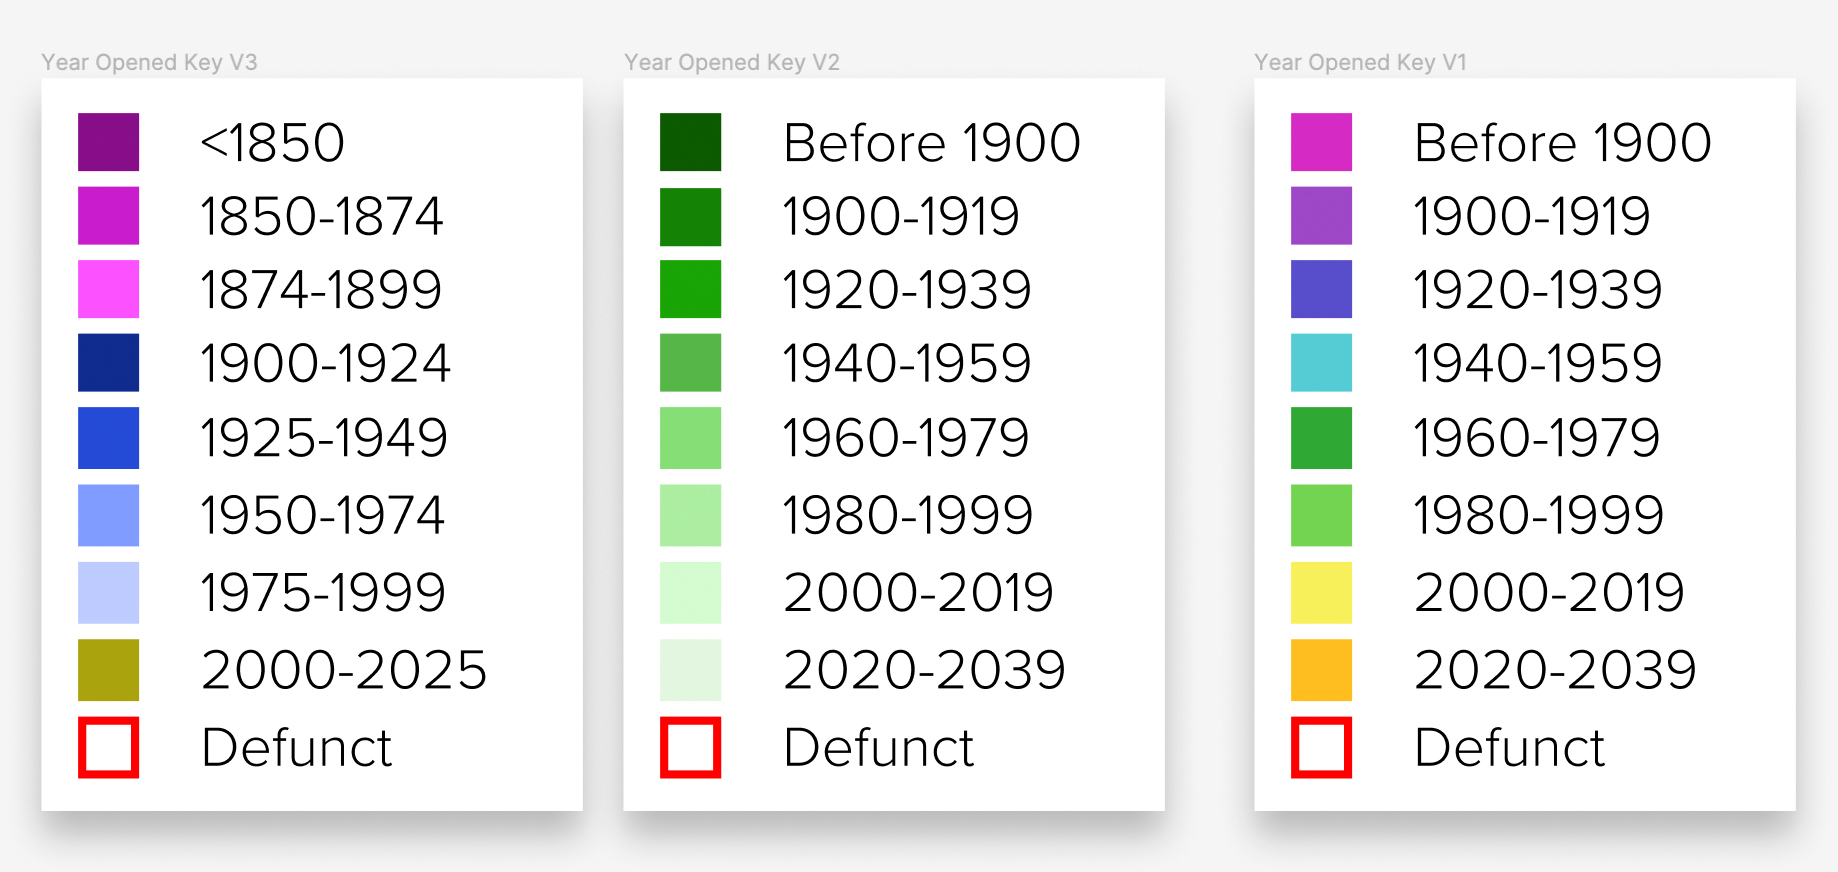 Year Opened Key V3
<1850
1850-1874
1874-1899
1900-1924
1925-1949
1950-1974
1975-1999
2000-2025
Defunct
Year Opened Key V2
Before 1900
1900-1919
1920-1939
1940-1959
1960-1979
1980-1999
2000-2019
2020-2039
Defunct
Year Opened Key V1
Before 1900
1900-1919
1920-1939
1940-1959
1960-1979
1980-1999
2000-2019
2020-2039
Defunct